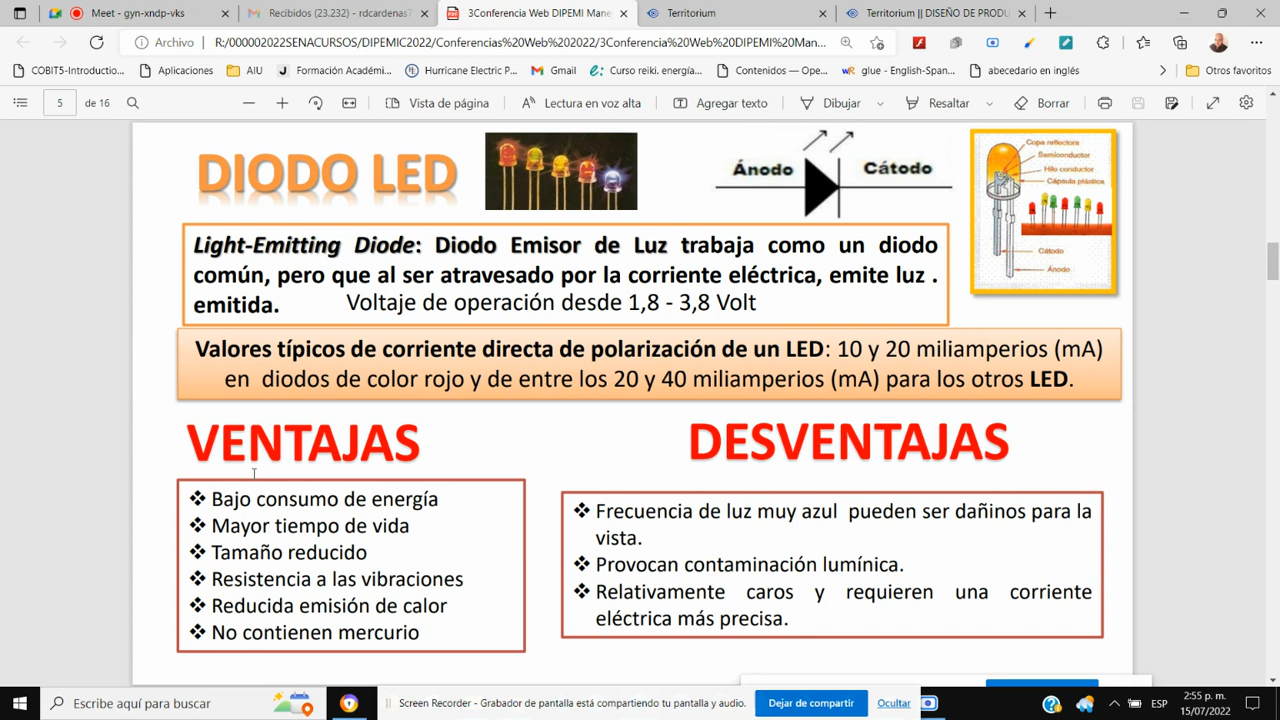 Meet - gyn-xndp-vks
Recibidos (23.232) - rdcardenas7
3Conferencia Web DIPEMI Mane
Territorium
Territorium || DISEÑO DE PRODU
Archivo
R:/000002022SENACURSOS/DIPEMIC2022/Conferencias%20Web%202022/3Conferencia%20Web%20DIPEMI%20Man...
COBIT5-Introductio...
Aplicaciones
AIU
Formación Académi...
Hurricane Electric P...
Gmail
Curso reiki. energía...
Contenidos — Ope...
glue - English-Span...
abecedario en inglés
Otros favoritos
5 de 16
Vista de página
Lectura en voz alta
Agregar texto
Dibujar
Resaltar
Borrar
DIODO LED
Ánodo
Cátodo
Copa reflectora
Semiconductor
Hilo conductor
Cápsula plástica
Cátodo
Ánodo
Light-Emitting Diode: Diodo Emisor de Luz trabaja como un diodo
común, pero que al ser atravesado por la corriente eléctrica, emite luz .
emitida. Voltaje de operación desde 1,8 - 3,8 Volt
Valores típicos de corriente directa de polarización de un LED: 10 y 20 miliamperios (mA)
en diodos de color rojo y de entre los 20 y 40 miliamperios (mA) para los otros LED.
VENTAJAS
❖ Bajo consumo de energía
❖ Mayor tiempo de vida
❖ Tamaño reducido
❖ Resistencia a las vibraciones
❖ Reducida emisión de calor
❖ No contienen mercurio
DESVENTAJAS
❖ Frecuencia de luz muy azul pueden ser dañinos para la
vista.
❖ Provocan contaminación lumínica.
❖ Relativamente caros y requieren una corriente
eléctrica más precisa.
Escribe aquí para buscar
Screen Recorder - Grabador de pantalla está compartiendo tu pantalla y audio.
Dejar de compartir
Ocultar
ESP
2:55 p. m.
15/07/2022